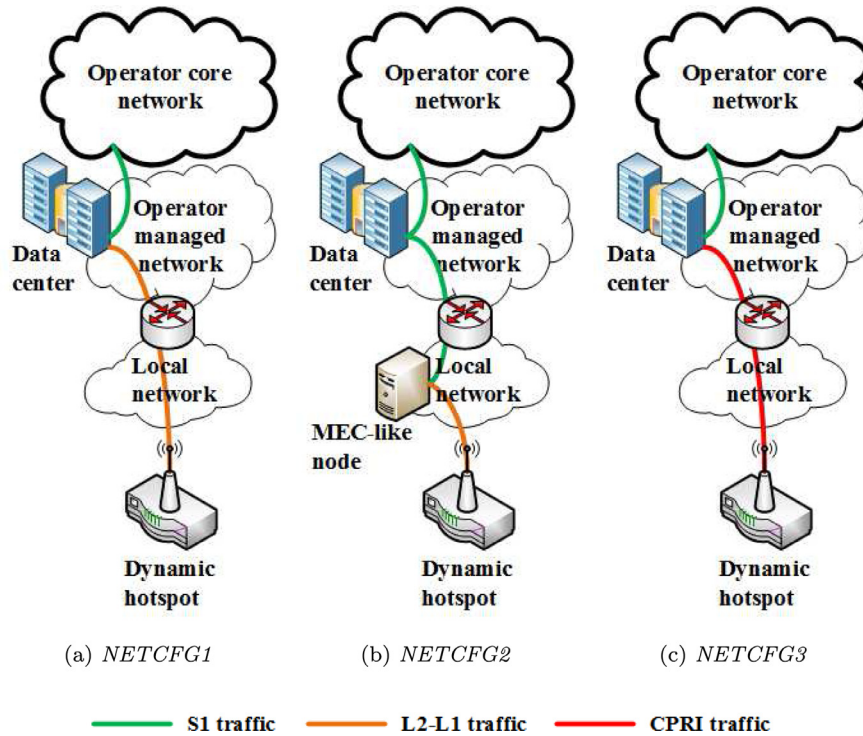 Operator core
network
Operator
managed
network
Data
center
Local
network
Dynamic
hotspot
(a) NETCFG1
Operator core
network
Operator
managed
network
Data
center
Local
network
MEC-like
node
Dynamic
hotspot
(b) NETCFG2
Operator core
network
Operator
managed
network
Data
center
Local
network
Dynamic
hotspot
(c) NETCFG3
S1 traffic
L2-L1 traffic
CPRI traffic